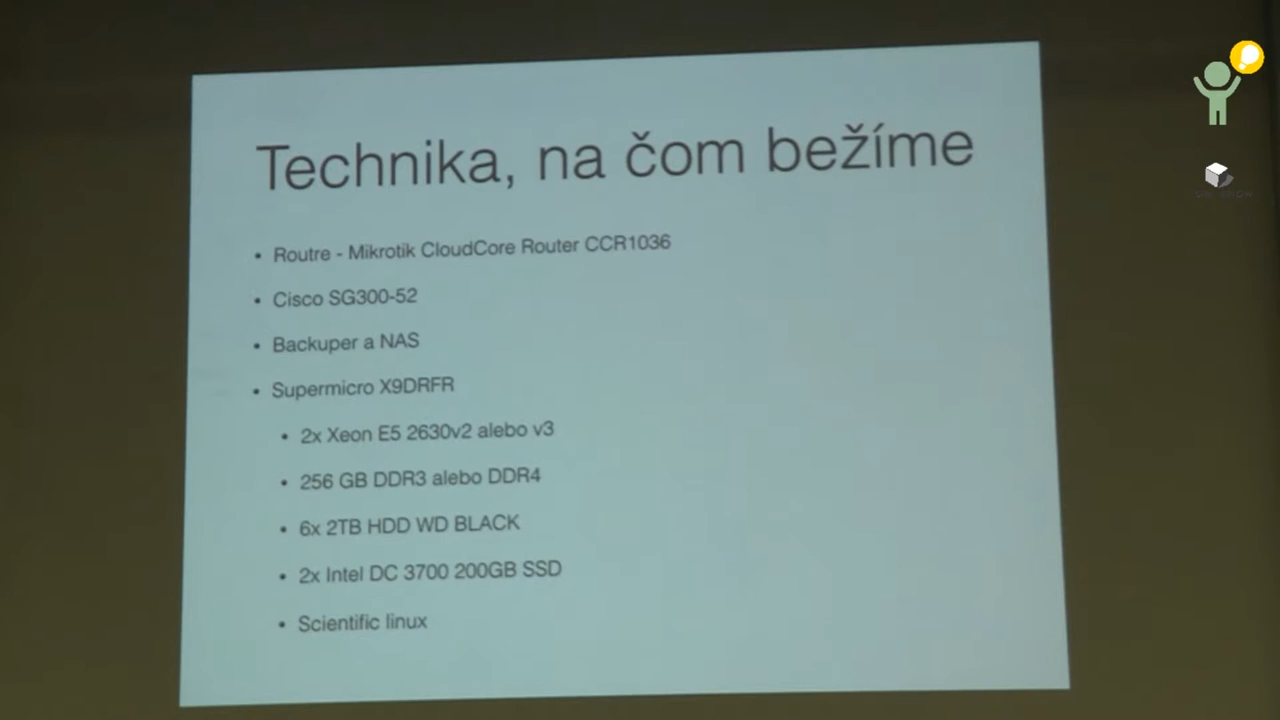 Technika, na čom bežíme
• Routre - Mikrotik CloudCore Router CCR1036
• Cisco SG300-52
• Backuper a NAS
• Supermicro X9DRFR
• 2x Xeon E5 2630v2 alebo v3
• 256 GB DDR3 alebo DDR4
• 6x 2TB HDD WD BLACK
• 2x Intel DC 3700 200GB SSD
• Scientific linux